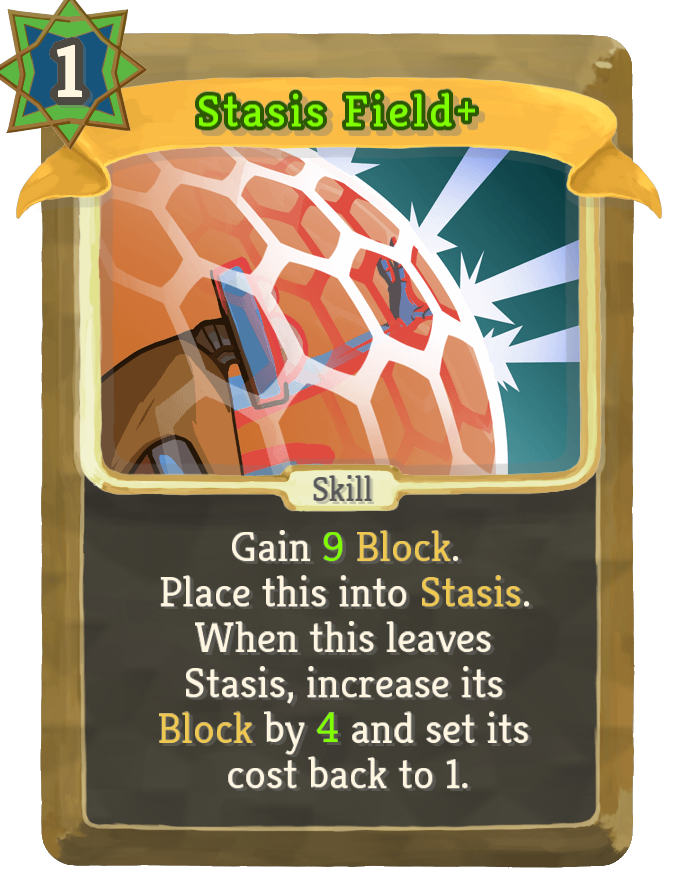 1
Stasis Field+
Skill
Gain 9 Block.
Place this into Stasis.
When this leaves
Stasis, increase its
Block by 4 and set its
cost back to 1.